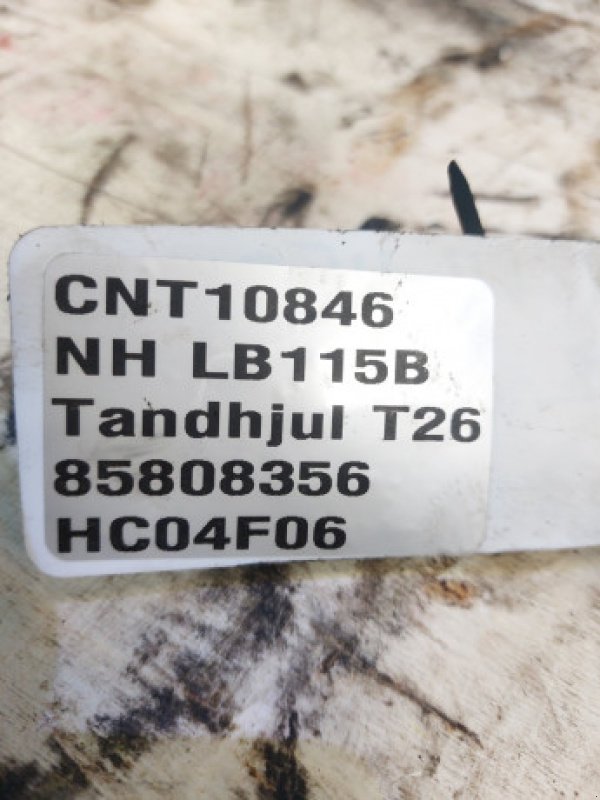 CNT10846
NH LB115B
Tandhjul T26
85808356
HC04F06